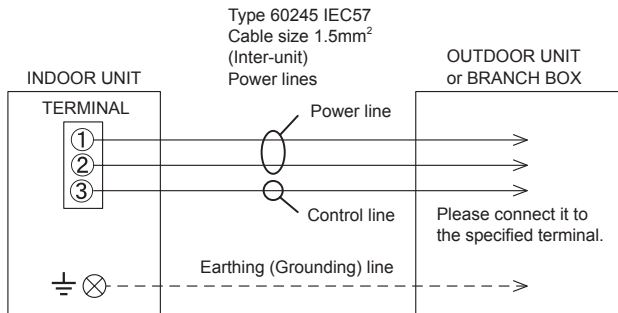 Type 60245 IEC57
Cable size 1.5mm²
(Inter-unit)
Power lines
INDOOR UNIT
OUTDOOR UNIT
or BRANCH BOX
TERMINAL
Power line
①
②
③
Control line
Please connect it to
the specified terminal.
Earthing (Grounding) line